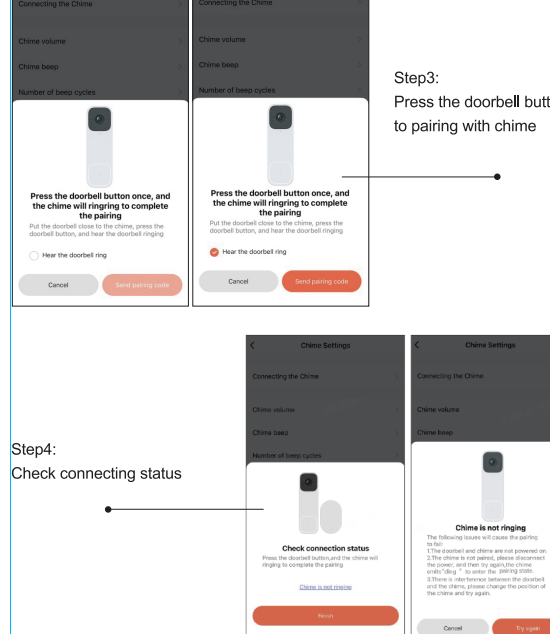 Connecting the Chime
Chime volume
Chime beep
Number of beep cycles
Press the doorbell button once, and
the chime will ringring to complete
the pairing
Put the doorbell close to the chime, press the
doorbell button, and hear the doorbell ringing
Hear the doorbell ring
Cancel
Send pairing code
Connecting the Chime
Chime volume
Chime beep
Number of beep cycles
Press the doorbell button once, and
the chime will ringring to complete
the pairing
Put the doorbell close to the chime, press the
doorbell button, and hear the doorbell ringing
Hear the doorbell ring
Cancel
Send pairing code
Step3:
Press the doorbell butt
to pairing with chime
Step4:
Check connecting status
Chime Settings
Connecting the Chime
Chime volume
Chime beep
Number of beep cycles
Check connection status
Press the doorbell button,and the chime will
ringing to complete the pairing
Chime is not ringing
Finish
Chime Settings
Connecting the Chime
Chime volume
Chime beep
Chime is not ringing
The following issues will cause the pairing
to fail:
1.The doorbell and chime are not powered on.
2.The chime is not paired, please disconnect
the power, and then try again,the chime
emits"ding " to enter the pairing state.
3.There is interference between the doorbell
and the chime, please change the position of
the chime and try again.
Cancel
Try again